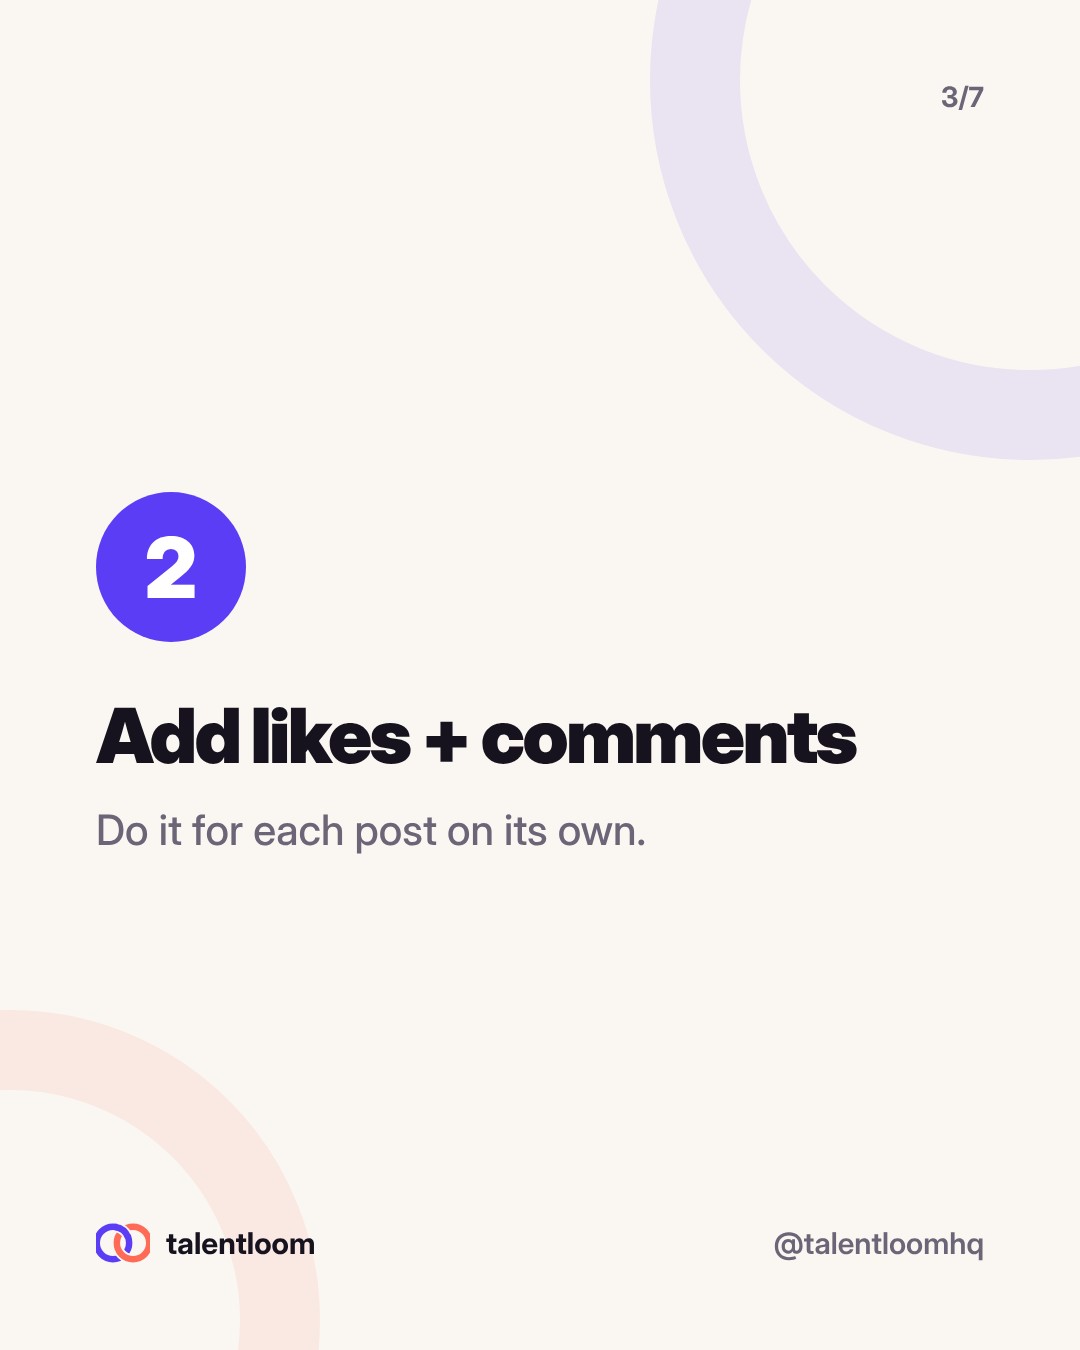 3/7
2
Add likes + comments
Do it for each post on its own.
talentloom
@talentloomhq